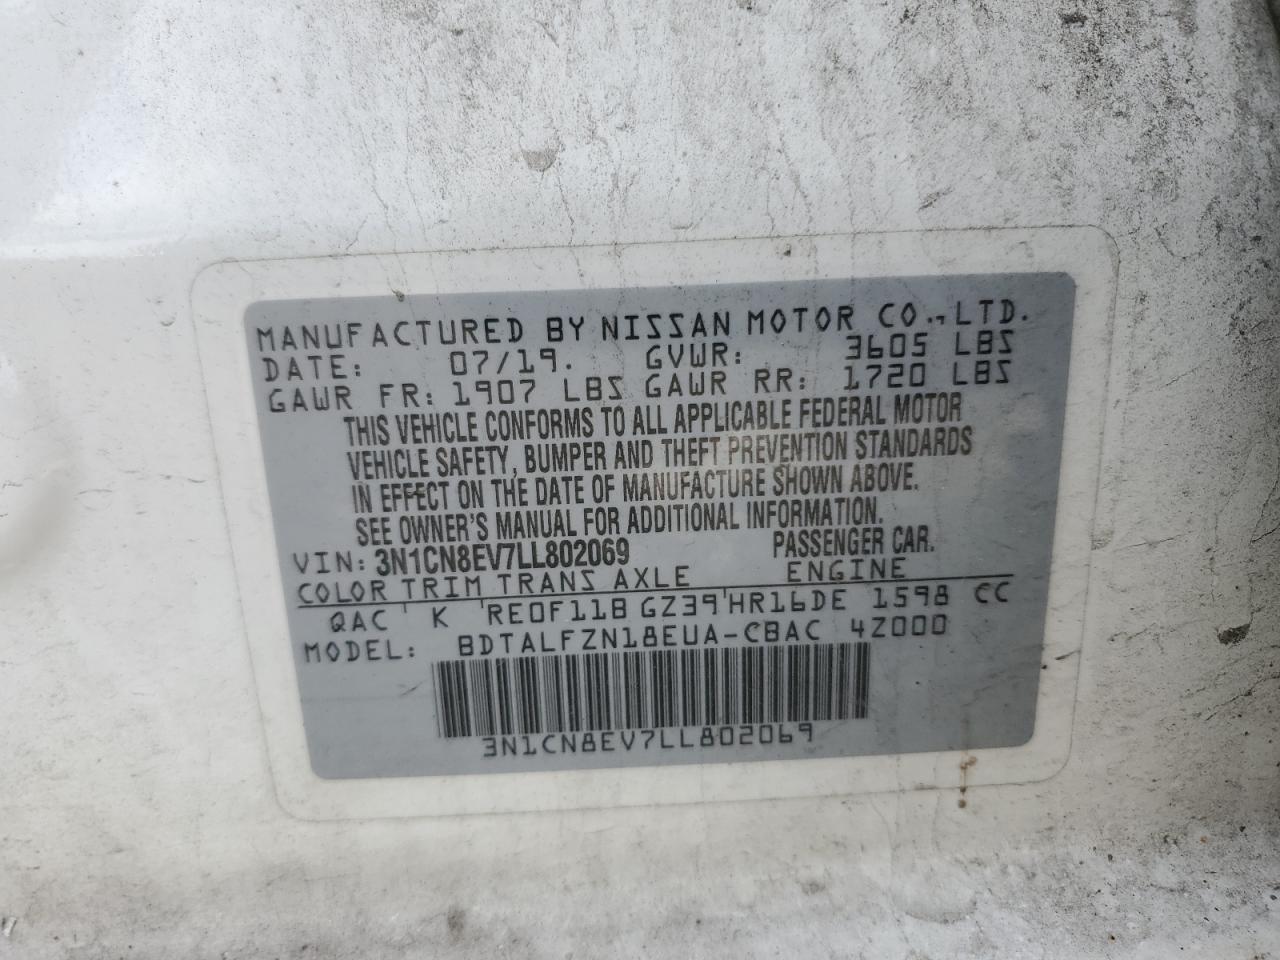 MANUFACTURED BY NISSAN MOTOR CO., LTD.
DATE: 07/19. GVWR: 3605 LBS
GAWR FR: 1907 LBS GAWR RR: 1720 LBS
THIS VEHICLE CONFORMS TO ALL APPLICABLE FEDERAL MOTOR
VEHICLE SAFETY, BUMPER AND THEFT PREVENTION STANDARDS
IN EFFECT ON THE DATE OF MANUFACTURE SHOWN ABOVE.
SEE OWNER'S MANUAL FOR ADDITIONAL INFORMATION.
VIN: 3N1CN8EV7LL802069 PASSENGER CAR.
COLOR TRIM TRANS AXLE ENGINE
QAC ' K 'RE0F11B GZ39'HR16DE 1598 CC
MODEL: BDTALFZN18EUA-CBAC 4Z000
3N1CN8EV7LL802069